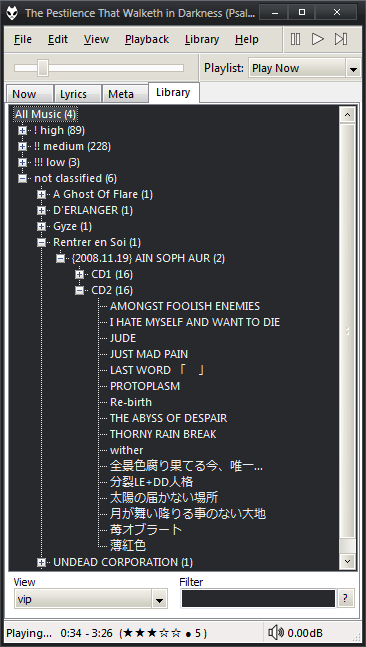 The Pestilence That Walketh in Darkness (Psal...
File Edit View Playback Library Help
Playlist: Play Now
Now Lyrics Meta Library
All Music (4)
! high (89)
!! medium (228)
!!! low (3)
not classified (6)
A Ghost Of Flare (1)
D'ERLANGER (1)
Gyze (1)
Rentrer en Soi (1)
{2008.11.19} AIN SOPH AUR (2)
CD1 (16)
CD2 (16)
AMONGST FOOLISH ENEMIES
I HATE MYSELF AND WANT TO DIE
JUDE
JUST MAD PAIN
LAST WORD 「　」
PROTOPLASM
Re-birth
THE ABYSS OF DESPAIR
THORNY RAIN BREAK
wither
全景色腐り果てる今、唯一...
分裂LE+DD人格
太陽の届かない場所
月が舞い降りる事のない大地
苺オブラート
薄紅色
UNDEAD CORPORATION (1)
View Filter
vip ?
Playing... 0:34 - 3:26 (★★★☆☆ ● 5 ) 0.00dB